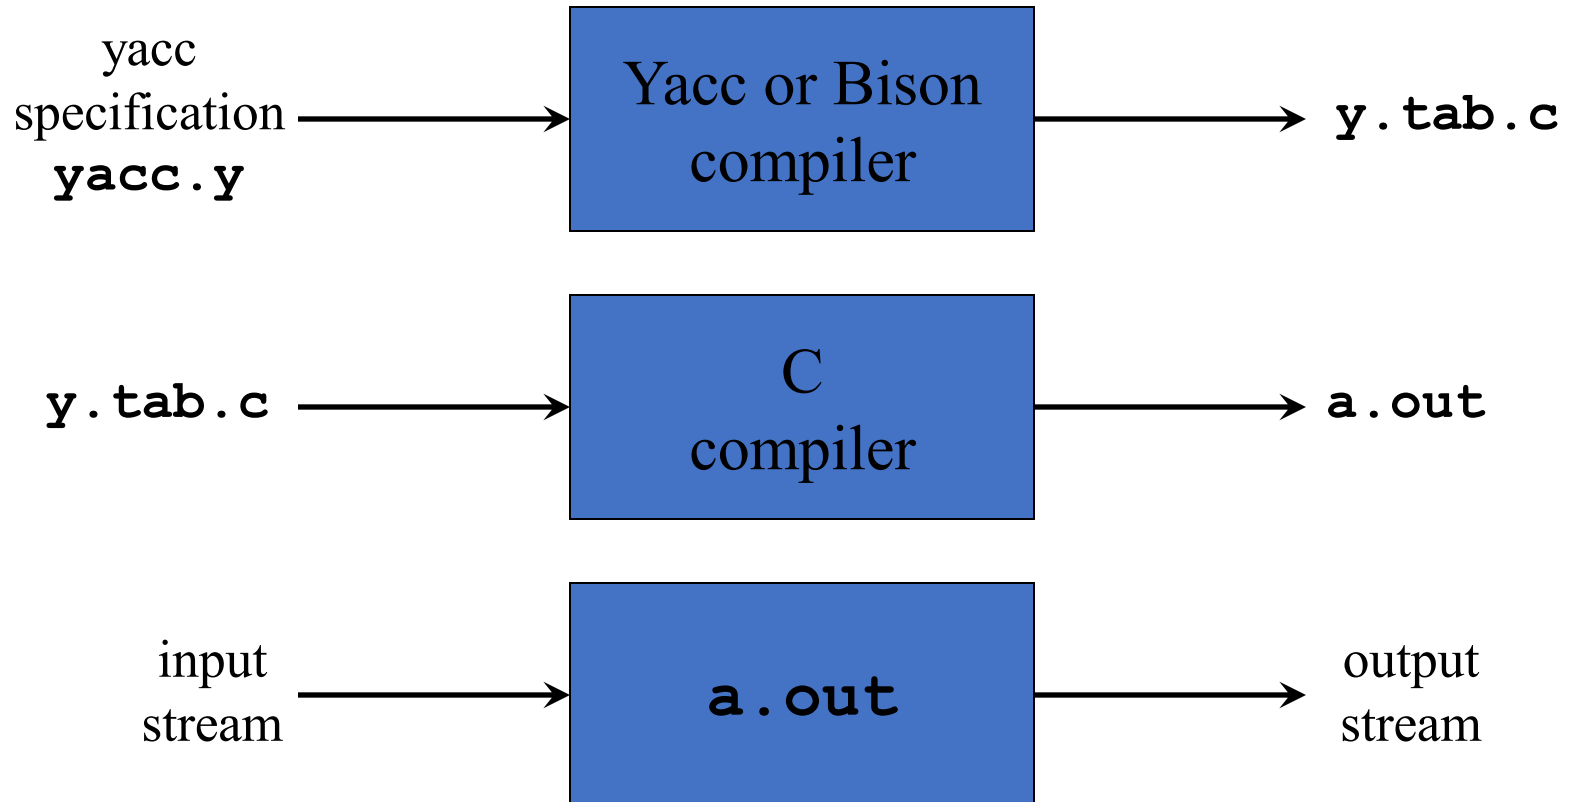 yacc
specification
yacc.y
Yacc or Bison
compiler
y.tab.c
y.tab.c
C
compiler
a.out
input
stream
a.out
output
stream